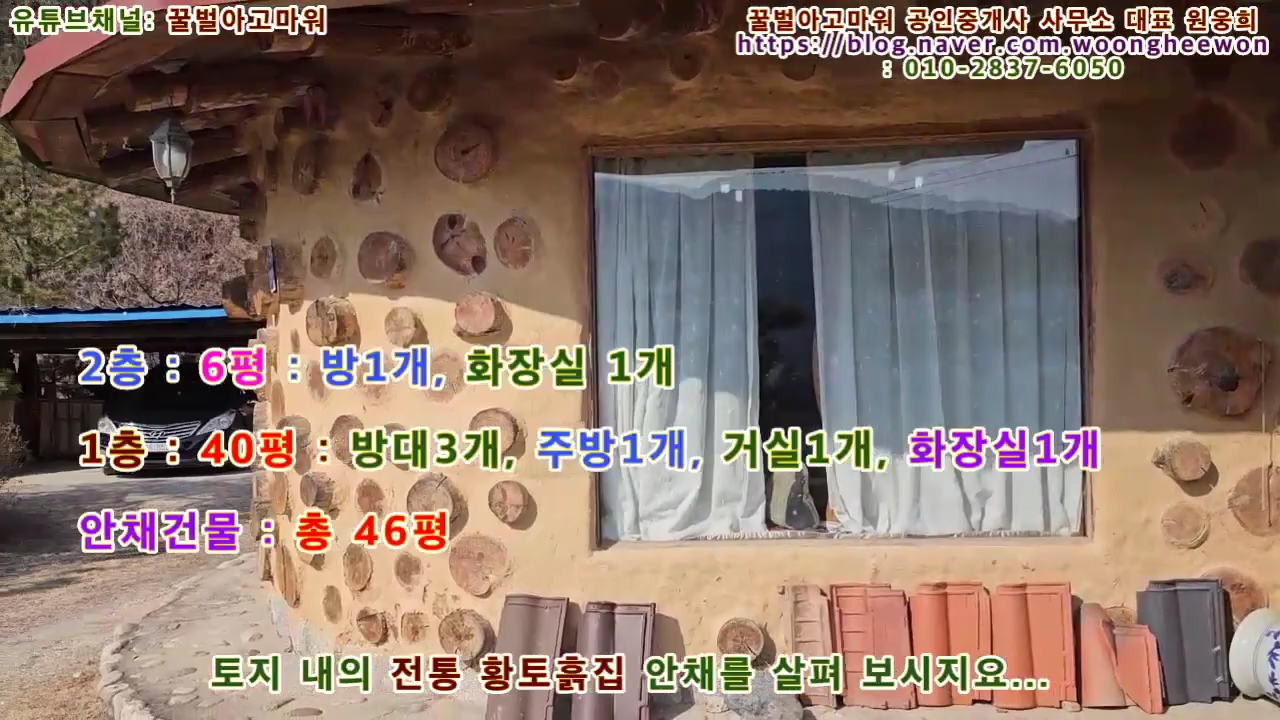 유튜브채널: 꿀벌아고마워
꿀벌아고마워 공인중개사 사무소 대표 원웅희
https://blog.naver.com.woongheewon
: 010-2837-6050
2층 : 6평 : 방1개, 화장실 1개
1층 : 40평 : 방대3개, 주방1개, 거실1개, 화장실1개
안채건물 : 총 46평
토지 내의 전통 황토흙집 안채를 살펴 보시지요...